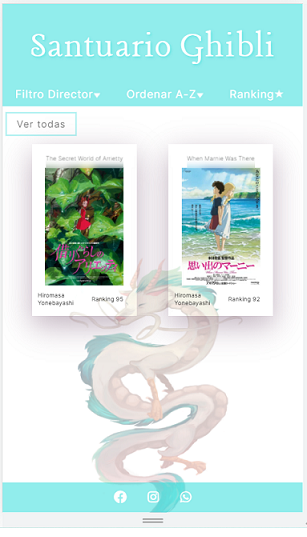 Santuario Ghibli
Filtro Director▾ Ordenar A-Z▾ Ranking★
Ver todas
The Secret World of Arrietty
When Marnie Was There
借りぐらしの
アリエッティ
思い出のマーニー
Hiromasa
Yonebayashi
Ranking 95
Hiromasa
Yonebayashi
Ranking 92